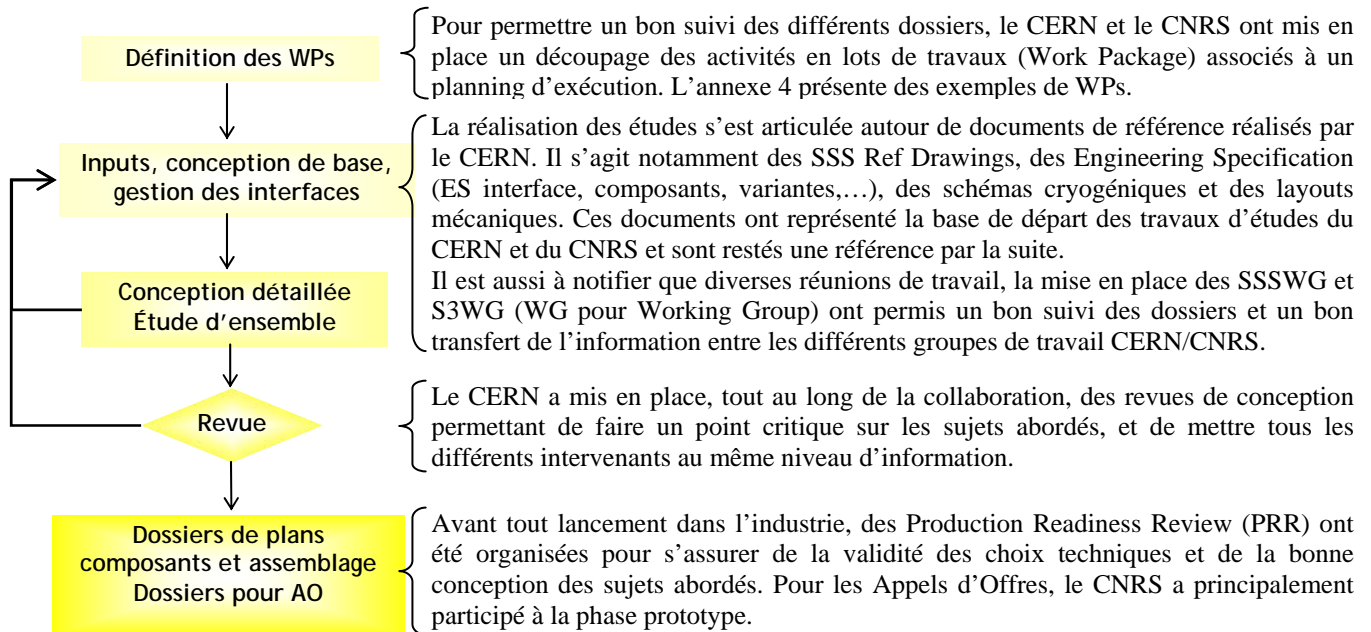 Définition des WPs
Pour permettre un bon suivi des différents dossiers, le CERN et le CNRS ont mis en
place un découpage des activités en lots de travaux (Work Package) associés à un
planning d'exécution. L'annexe 4 présente des exemples de WPs.
Inputs, conception de base,
gestion des interfaces
La réalisation des études s'est articulée autour de documents de référence réalisés par
le CERN. Il s'agit notamment des SSS Ref Drawings, des Engineering Specification
(ES interface, composants, variantes,…), des schémas cryogéniques et des layouts
mécaniques. Ces documents ont représenté la base de départ des travaux d'études du
CERN et du CNRS et sont restés une référence par la suite.
Il est aussi à notifier que diverses réunions de travail, la mise en place des SSSWG et
S3WG (WG pour Working Group) ont permis un bon suivi des dossiers et un bon
transfert de l'information entre les différents groupes de travail CERN/CNRS.
Conception détaillée
Étude d'ensemble
Revue
Le CERN a mis en place, tout au long de la collaboration, des revues de conception
permettant de faire un point critique sur les sujets abordés, et de mettre tous les
différents intervenants au même niveau d'information.
Dossiers de plans
composants et assemblage
Dossiers pour AO
Avant tout lancement dans l'industrie, des Production Readiness Review (PRR) ont
été organisées pour s'assurer de la validité des choix techniques et de la bonne
conception des sujets abordés. Pour les Appels d'Offres, le CNRS a principalement
participé à la phase prototype.